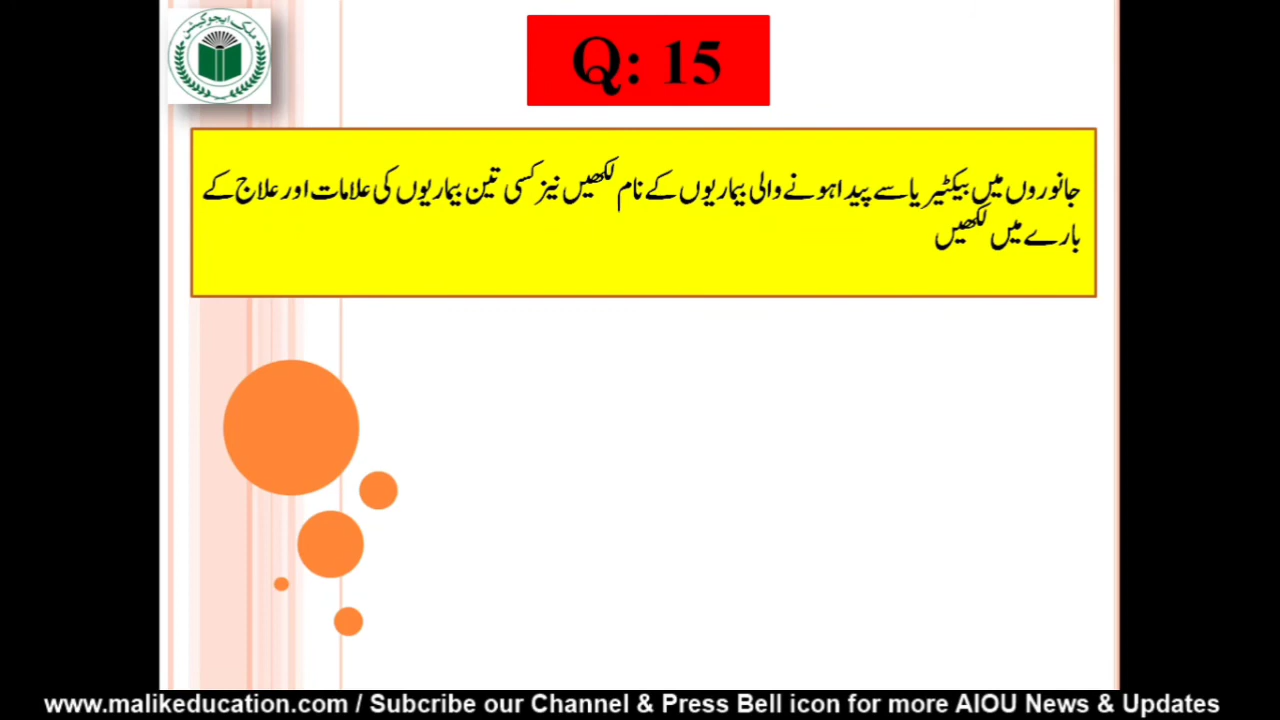 ملک ایجوکیشن
Q: 15
جانوروں میں بیکٹیریا سے پیدا ہونے والی بیماریوں کے نام لکھیں نیز کسی تین بیماریوں کی علامات اور علاج کے
بارے میں لکھیں
www.malikeducation.com / Subcribe our Channel & Press Bell icon for more AIOU News & Updates